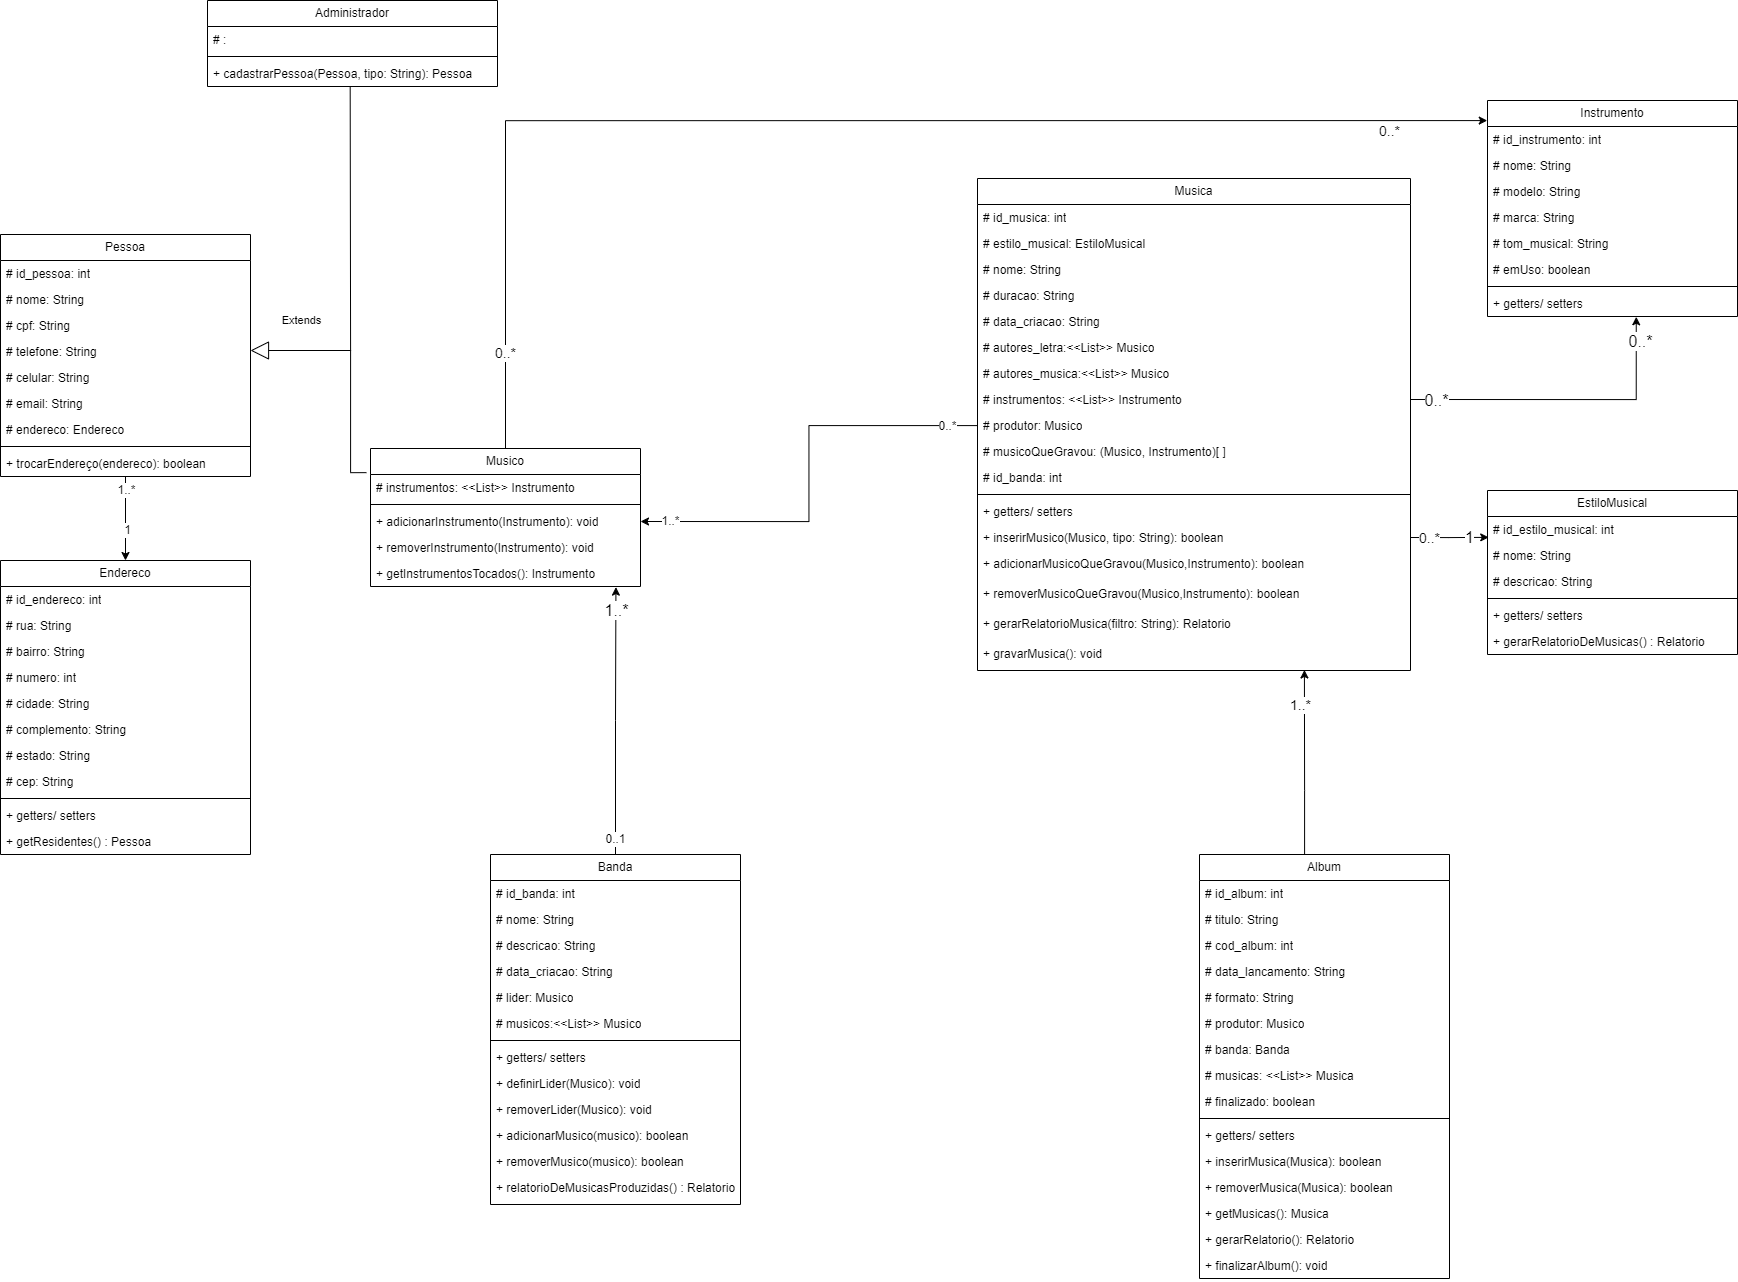 Administrador
# :
+ cadastrarPessoa(Pessoa, tipo: String): Pessoa
Pessoa
# id_pessoa: int
# nome: String
# cpf: String
# telefone: String
# celular: String
# email: String
# endereco: Endereco
+ trocarEndereço(endereco): boolean
Extends
1..*
1
Endereco
# id_endereco: int
# rua: String
# bairro: String
# numero: int
# cidade: String
# complemento: String
# estado: String
# cep: String
+ getters/ setters
+ getResidentes() : Pessoa
0..*
0..*
Musico
# instrumentos: <<List>> Instrumento
+ adicionarInstrumento(Instrumento): void
+ removerInstrumento(Instrumento): void
+ getInstrumentosTocados(): Instrumento
0..*
1..*
1..*
0..1
Banda
# id_banda: int
# nome: String
# descricao: String
# data_criacao: String
# lider: Musico
# musicos:<<List>> Musico
+ getters/ setters
+ definirLider(Musico): void
+ removerLider(Musico): void
+ adicionarMusico(musico): boolean
+ removerMusico(musico): boolean
+ relatorioDeMusicasProduzidas() : Relatorio
Musica
# id_musica: int
# estilo_musical: EstiloMusical
# nome: String
# duracao: String
# data_criacao: String
# autores_letra:<<List>> Musico
# autores_musica:<<List>> Musico
# instrumentos: <<List>> Instrumento
# produtor: Musico
# musicoQueGravou: (Musico, Instrumento)[ ]
# id_banda: int
+ getters/ setters
+ inserirMusico(Musico, tipo: String): boolean
+ adicionarMusicoQueGravou(Musico,Instrumento): boolean
+ removerMusicoQueGravou(Musico,Instrumento): boolean
+ gerarRelatorioMusica(filtro: String): Relatorio
+ gravarMusica(): void
Instrumento
# id_instrumento: int
# nome: String
# modelo: String
# marca: String
# tom_musical: String
# emUso: boolean
+ getters/ setters
0..*
0..*
EstiloMusical
# id_estilo_musical: int
# nome: String
# descricao: String
+ getters/ setters
+ gerarRelatorioDeMusicas() : Relatorio
0..*
1
1..*
Album
# id_album: int
# titulo: String
# cod_album: int
# data_lancamento: String
# formato: String
# produtor: Musico
# banda: Banda
# musicas: <<List>> Musica
# finalizado: boolean
+ getters/ setters
+ inserirMusica(Musica): boolean
+ removerMusica(Musica): boolean
+ getMusicas(): Musica
+ gerarRelatorio(): Relatorio
+ finalizarAlbum(): void